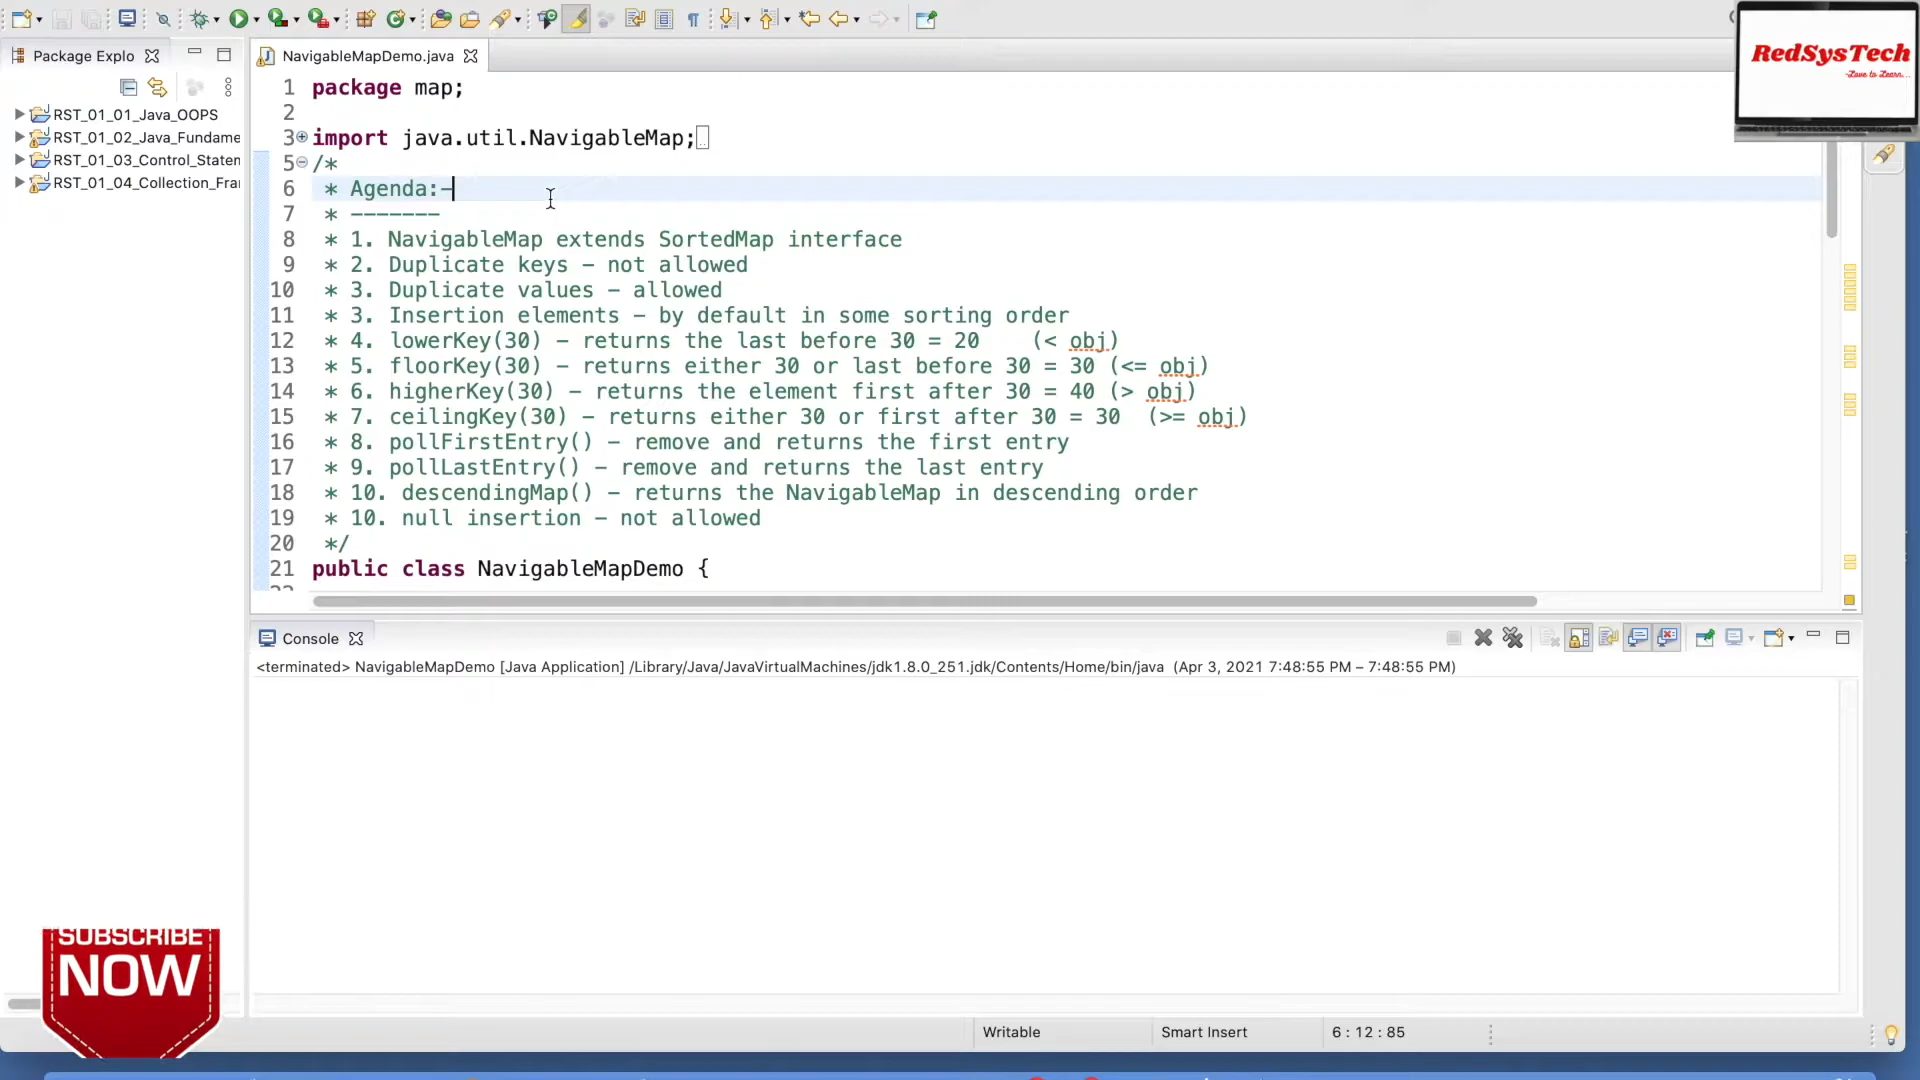 Package Explo
NavigableMapDemo.java
RedSysTech
-Love to Learn...
RST_01_01_Java_OOPS
RST_01_02_Java_Fundame
RST_01_03_Control_Staten
RST_01_04_Collection_Fra
1 package map;
2
3 import java.util.NavigableMap;
5 /*
6 * Agenda:-
7 * -------
8 * 1. NavigableMap extends SortedMap interface
9 * 2. Duplicate keys - not allowed
10 * 3. Duplicate values - allowed
11 * 3. Insertion elements - by default in some sorting order
12 * 4. lowerKey(30) - returns the last before 30 = 20 (< obj)
13 * 5. floorKey(30) - returns either 30 or last before 30 = 30 (<= obj)
14 * 6. higherKey(30) - returns the element first after 30 = 40 (> obj)
15 * 7. ceilingKey(30) - returns either 30 or first after 30 = 30 (>= obj)
16 * 8. pollFirstEntry() - remove and returns the first entry
17 * 9. pollLastEntry() - remove and returns the last entry
18 * 10. descendingMap() - returns the NavigableMap in descending order
19 * 10. null insertion - not allowed
20 */
21 public class NavigableMapDemo {
Console
<terminated> NavigableMapDemo [Java Application] /Library/Java/JavaVirtualMachines/jdk1.8.0_251.jdk/Contents/Home/bin/java (Apr 3, 2021 7:48:55 PM – 7:48:55 PM)
SUBSCRIBE
NOW
Writable
Smart Insert
6 : 12 : 85